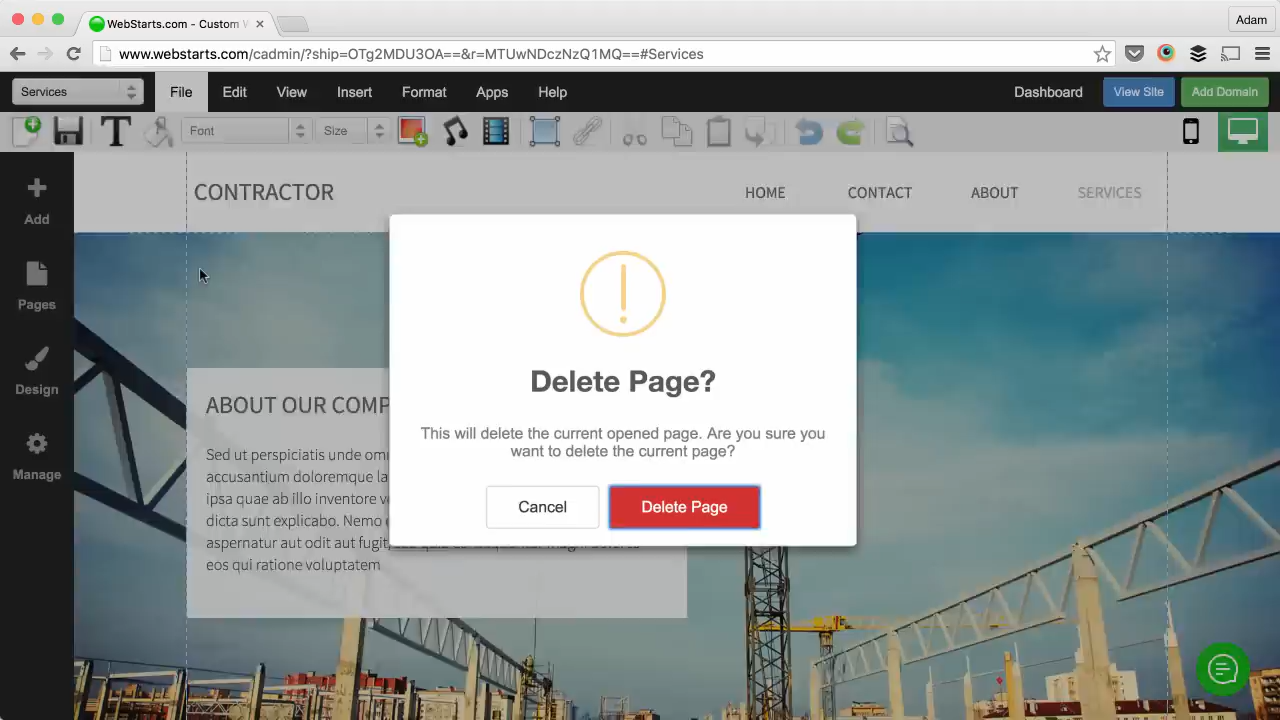 WebStarts.com - Custom
Adam
www.webstarts.com/cadmin/?ship=OTg2MDU3OA==&r=MTUwNDczNzQ1MQ==#Services
Services
File
Edit
View
Insert
Format
Apps
Help
Dashboard
View Site
Add Domain
Font
Size
Add
Pages
Design
Manage
CONTRACTOR
HOME
CONTACT
ABOUT
SERVICES
ABOUT OUR COMP
Sed ut perspiciatis unde omn
accusantium doloremque la
ipsa quae ab illo inventore ve
dicta sunt explicabo. Nemo e
aspernatur aut odit aut fugit,
eos qui ratione voluptatem
Delete Page?
This will delete the current opened page. Are you sure you
want to delete the current page?
Cancel
Delete Page